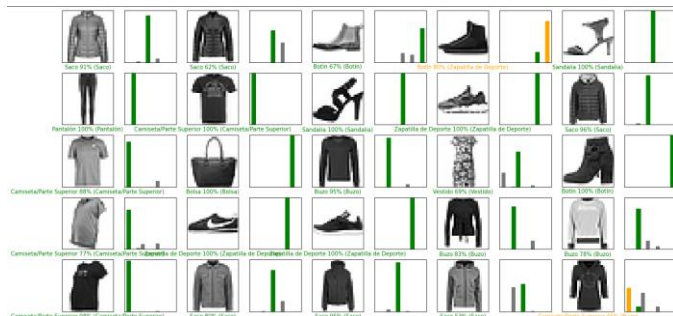 Saco 91% (Saco)
Saco 62% (Saco)
Botín 67% (Botín)
Botín 80% (Zapatilla de Deporte)
Sandalia 100% (Sandalia)
Pantalón 100% (Pantalón)
Camiseta/Parte Superior 100% (Camiseta/Parte Superior)
Sandalia 100% (Sandalia)
Zapatilla de Deporte 100% (Zapatilla de Deporte)
Saco 96% (Saco)
Camiseta/Parte Superior 88% (Camiseta/Parte Superior)
Bolsa 100% (Bolsa)
Buzo 95% (Buzo)
Vestido 69% (Vestido)
Botín 100% (Botín)
Camiseta/Parte Superior 77% (Camiseta/Parte Superior)
Zapatilla de Deporte 100% (Zapatilla de Deporte)
Zapatilla de Deporte 100% (Zapatilla de Deporte)
Buzo 83% (Buzo)
Buzo 78% (Buzo)